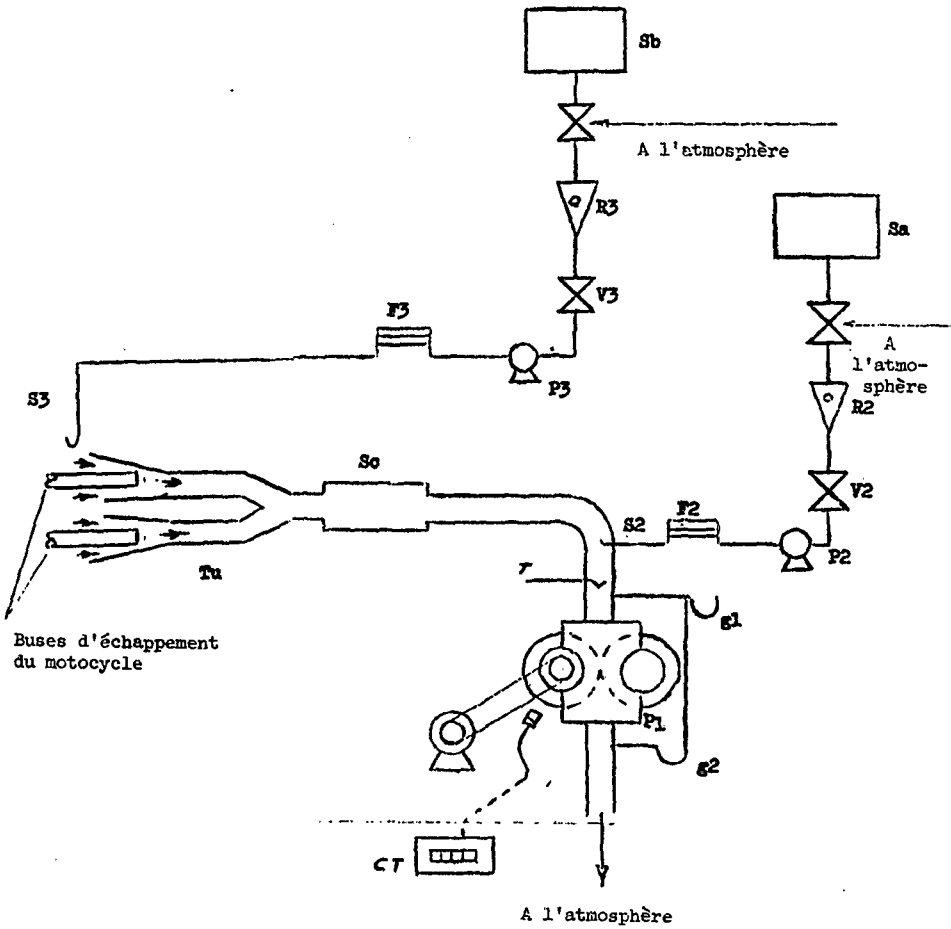 Sb
A l'atmosphère
R3
Sa
V3
F3
A
l'atmo-
sphère
P3
S3
R2
Sc
V2
S2
F2
P2
Tu
T
g1
Buses d'échappement
du motocycle
P1
g2
CT
A l'atmosphère